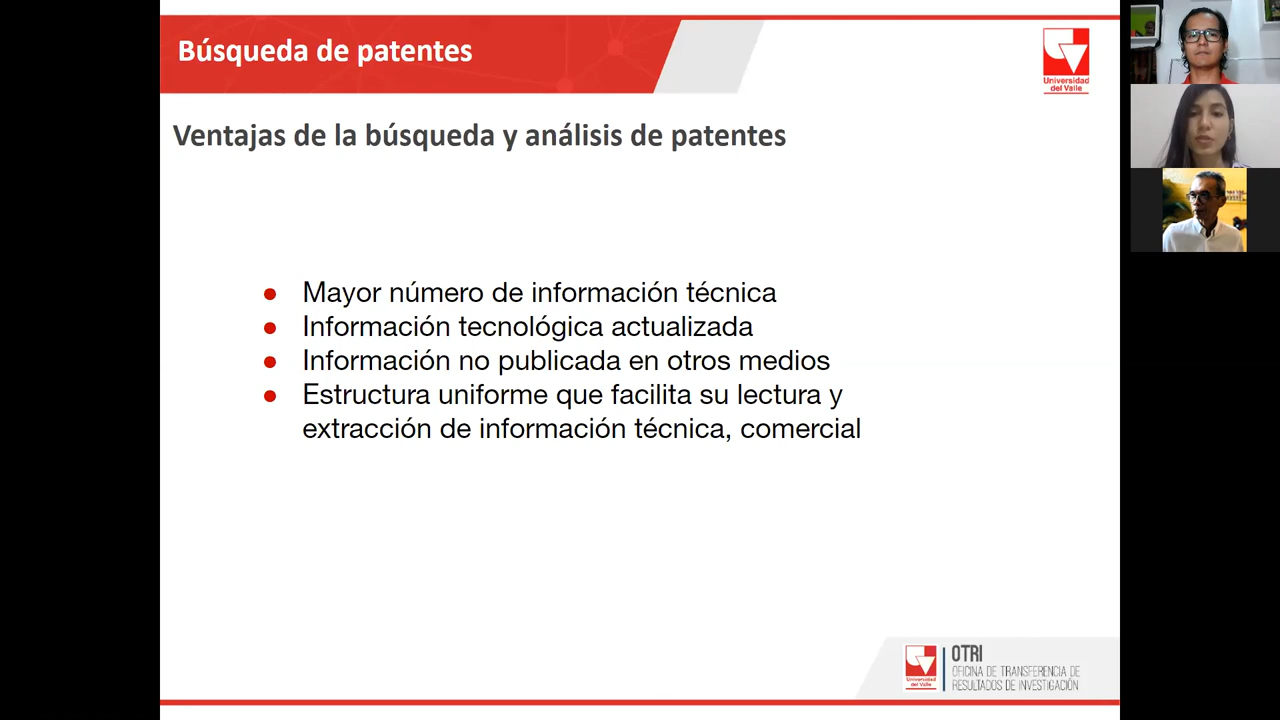 Búsqueda de patentes
Universidad
del Valle
Ventajas de la búsqueda y análisis de patentes
Mayor número de información técnica
Información tecnológica actualizada
Información no publicada en otros medios
Estructura uniforme que facilita su lectura y
extracción de información técnica, comercial
Universidad
del Valle
OTRI
OFICINA DE TRANSFERENCIA DE
RESULTADOS DE INVESTIGACIÓN